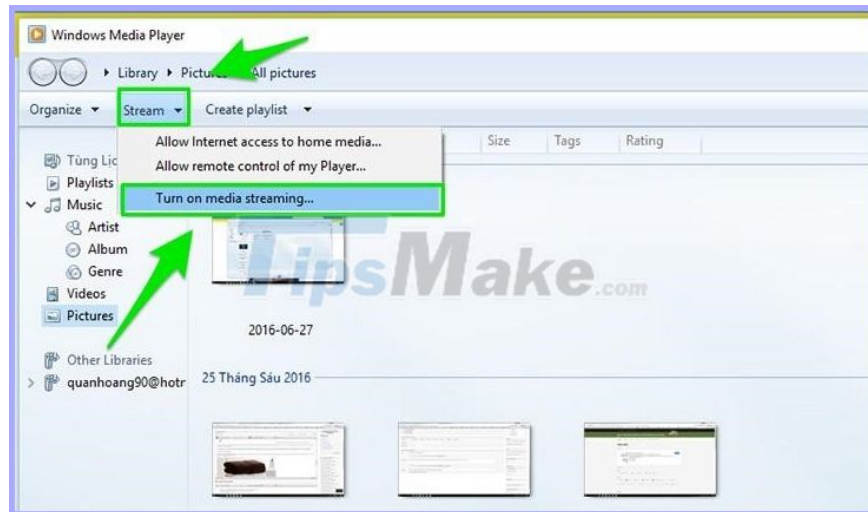 Windows Media Player
Library Pictures All pictures
Organize Stream Create playlist
Allow Internet access to home media...
Allow remote control of my Player...
Turn on media streaming...
Size Tags Rating
Tùng Lịc
Playlists
Music
Artist
Album
Genre
Videos
Pictures
Other Libraries
quanhoang90@hotr
TipsMake.com
2016-06-27
25 Tháng Sáu 2016